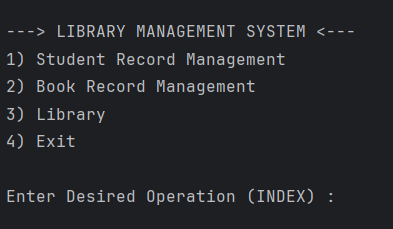 ---> LIBRARY MANAGEMENT SYSTEM <---
1) Student Record Management
2) Book Record Management
3) Library
4) Exit
Enter Desired Operation (INDEX) :